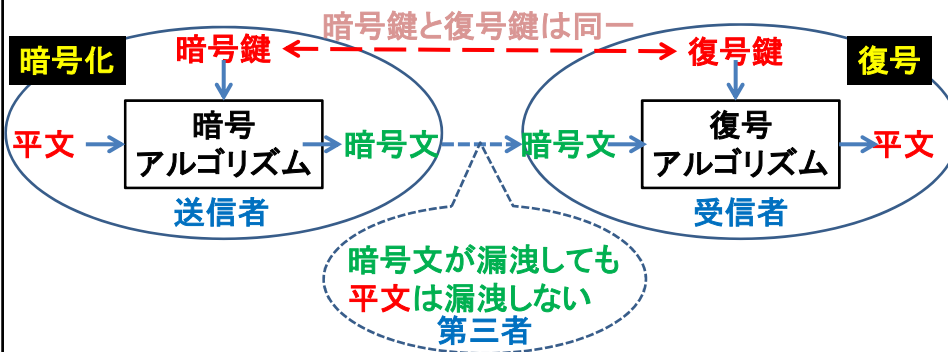 暗号鍵と復号鍵は同一
暗号化
暗号鍵
復号鍵
復号
平文
暗号
アルゴリズム
暗号文
暗号文
復号
アルゴリズム
平文
送信者
受信者
暗号文が漏洩しても
平文は漏洩しない
第三者